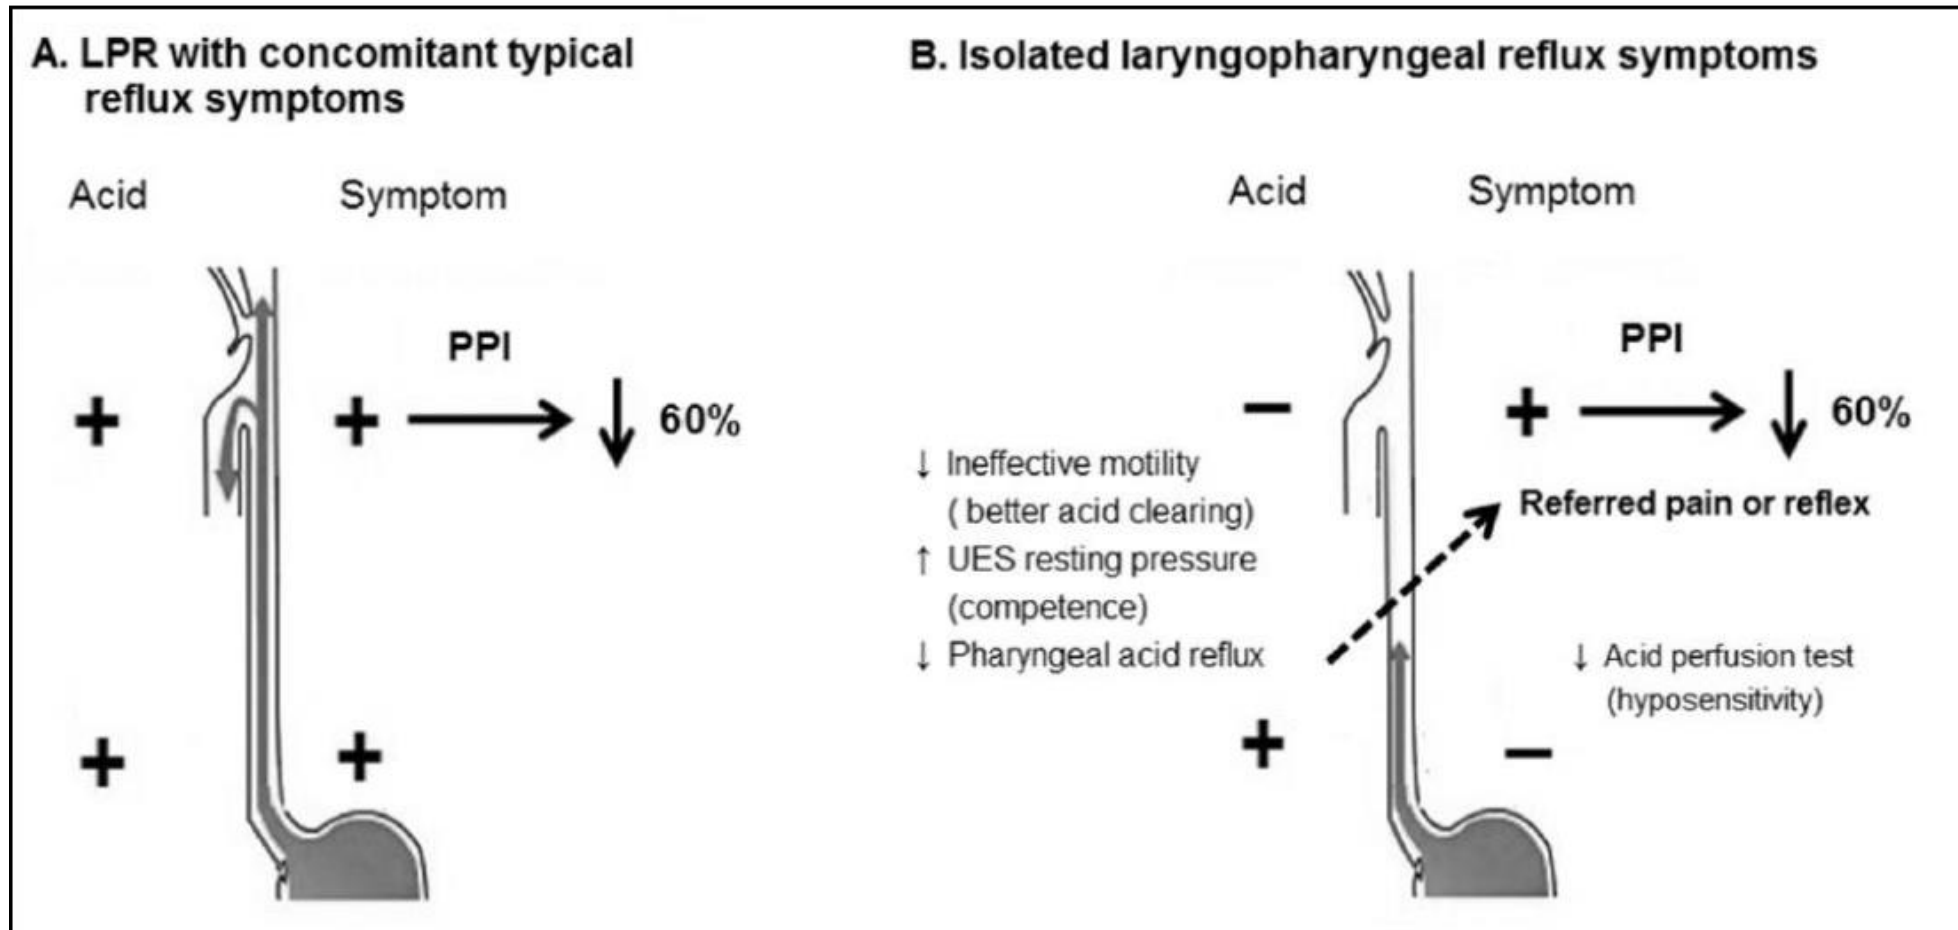 A. LPR with concomitant typical
reflux symptoms
Acid
Symptom
+
+
PPI
↓ 60%
+
+
B. Isolated laryngopharyngeal reflux symptoms
Acid
Symptom
−
+
PPI
↓ 60%
↓ Ineffective motility
( better acid clearing)
↑ UES resting pressure
(competence)
↓ Pharyngeal acid reflux
Referred pain or reflex
↓ Acid perfusion test
(hyposensitivity)
+
−